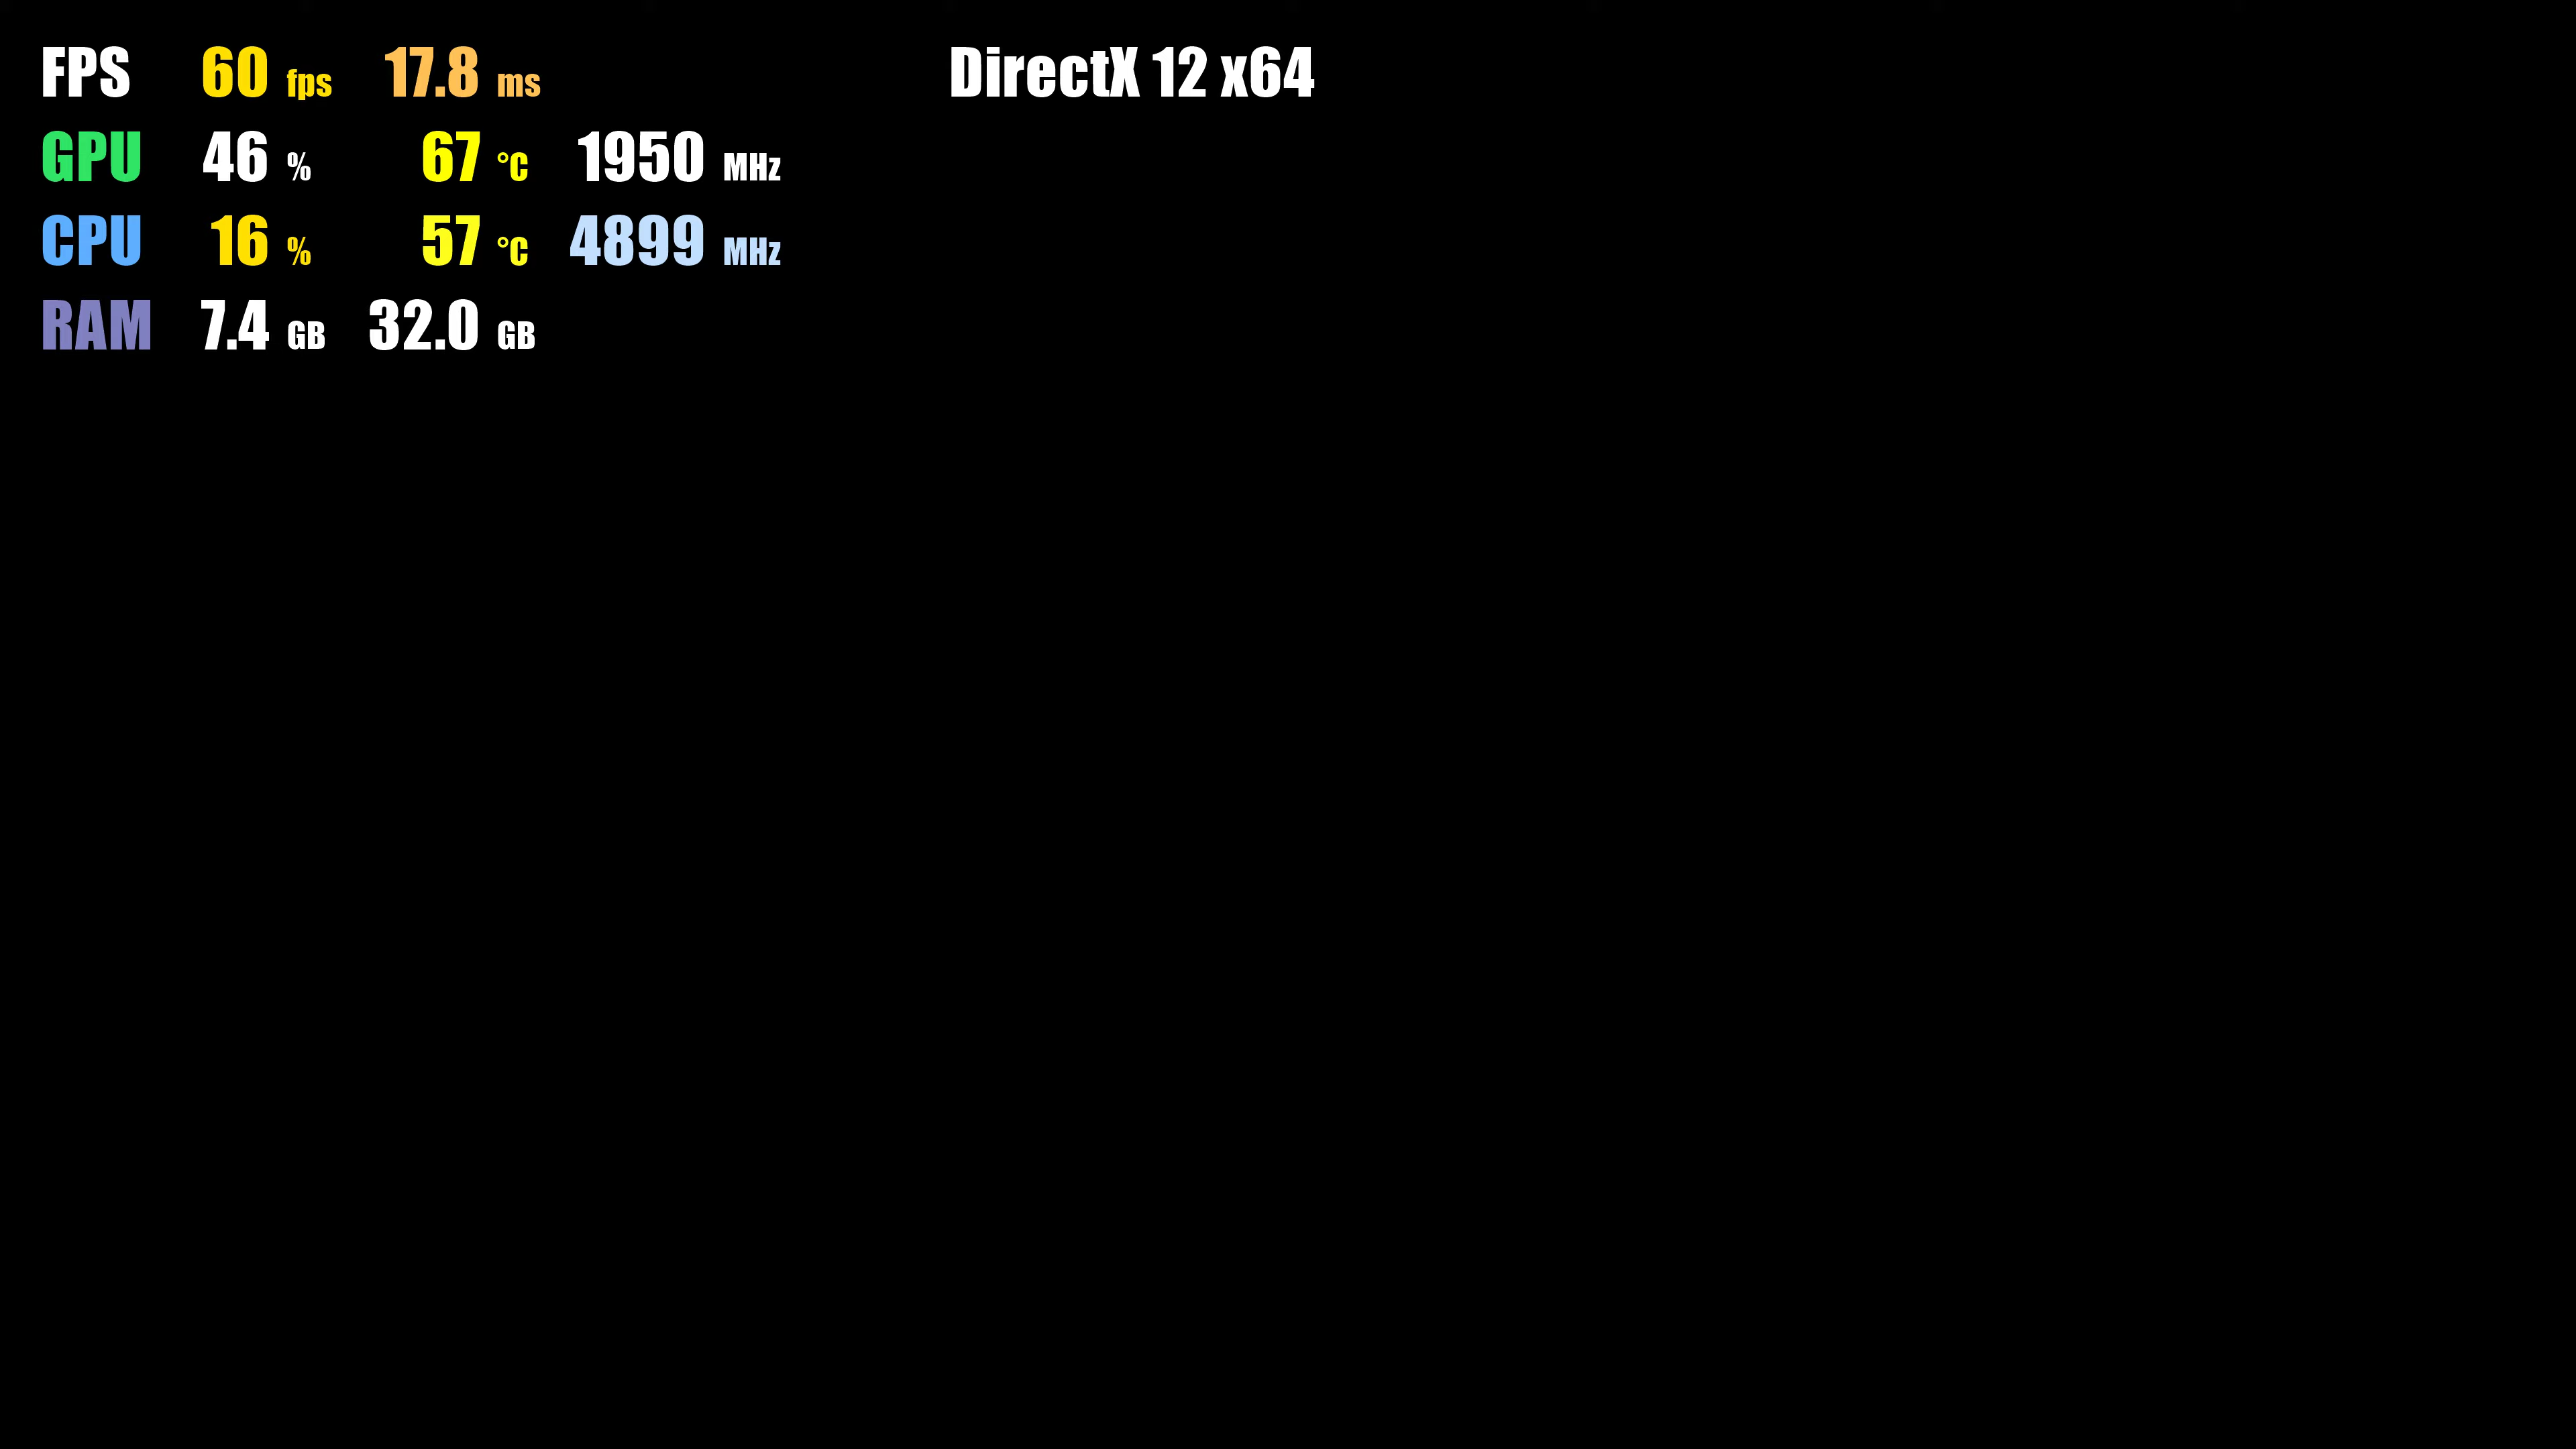 FPS 60 fps 17.8 ms DirectX 12 x64
GPU 46 % 67 °C 1950 MHz
CPU 16 % 57 °C 4899 MHz
RAM 7.4 GB 32.0 GB